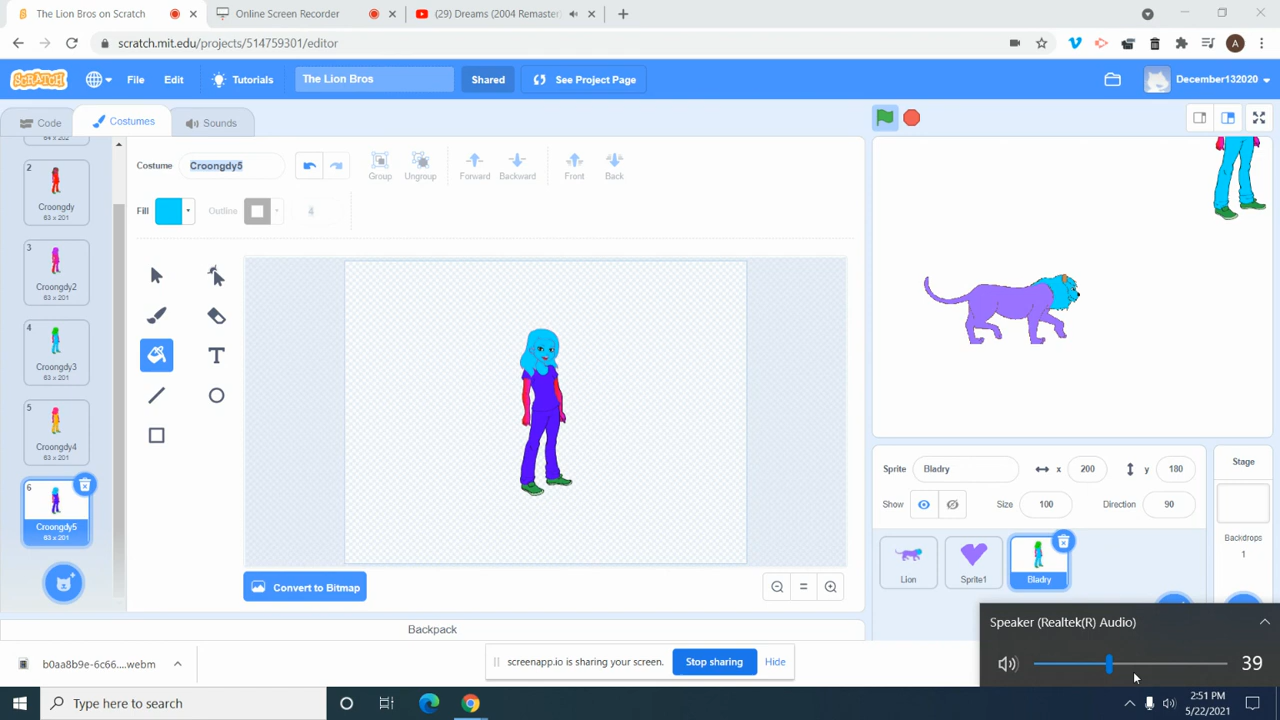 The Lion Bros on Scratch
Online Screen Recorder
(29) Dreams (2004 Remaster)
scratch.mit.edu/projects/514759301/editor
A
SCRATCH
File
Edit
Tutorials
The Lion Bros
Shared
See Project Page
December132020
Code
Costumes
Sounds
2
Croongdy
83 x 201
3
Croongdy2
83 x 201
4
Croongdy3
83 x 201
5
Croongdy4
83 x 201
6
Croongdy5
83 x 201
Costume
Croongdy5
Group
Ungroup
Forward
Backward
Front
Back
Fill
Outline
4
T
Convert to Bitmap
Backpack
Sprite
Bladry
x
200
y
180
Show
Size
100
Direction
90
Lion
Sprite1
Bladry
Stage
Backdrops
1
Speaker (Realtek(R) Audio)
39
b0aa8b9e-6c66....webm
screenapp.io is sharing your screen.
Stop sharing
Hide
Type here to search
2:51 PM
5/22/2021